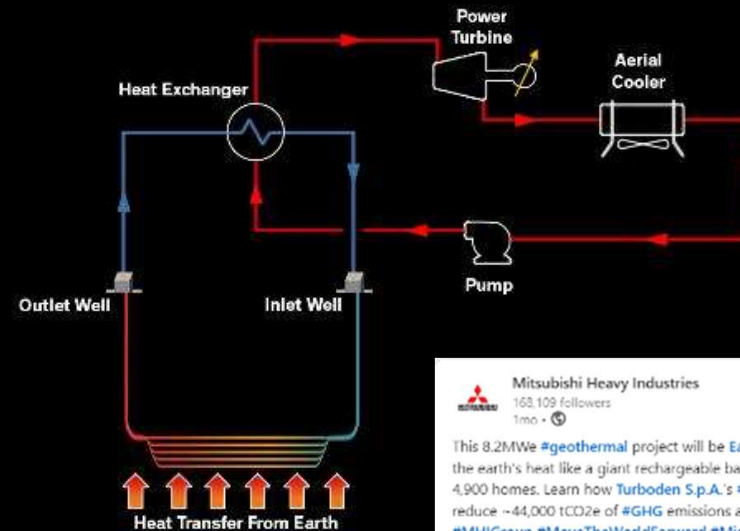 Power
Turbine
Aerial
Cooler
Heat Exchanger
Outlet Well
Inlet Well
Pump
Heat Transfer From Earth
Mitsubishi Heavy Industries
168,109 followers
1mo •
This 8.2MWe #geothermal project will be
the earth's heat like a giant rechargeable
4,900 homes. Learn how Turboden S.p.A.'s
reduce ~44,000 tCO2e of #GHG emissions